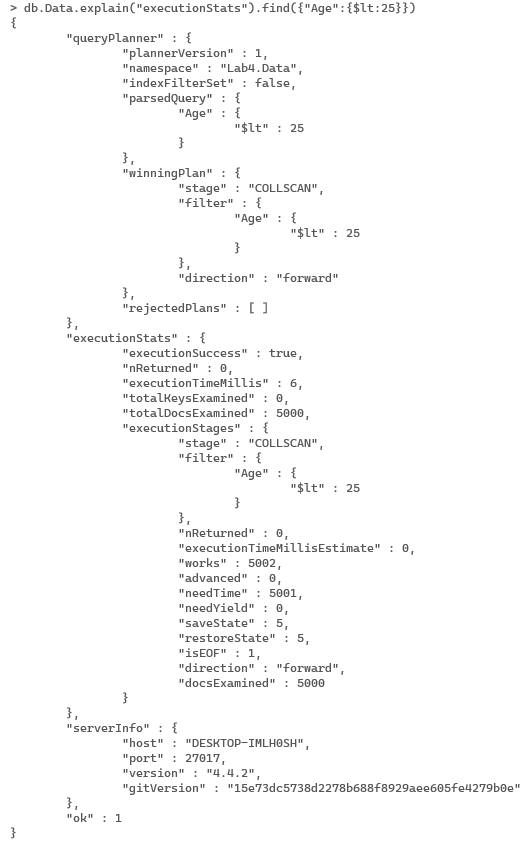 > db.Data.explain("executionStats").find({"Age":{$lt:25}})
{
        "queryPlanner" : {
                "plannerVersion" : 1,
                "namespace" : "Lab4.Data",
                "indexFilterSet" : false,
                "parsedQuery" : {
                        "Age" : {
                                "$lt" : 25
                        }
                },
                "winningPlan" : {
                        "stage" : "COLLSCAN",
                        "filter" : {
                                "Age" : {
                                        "$lt" : 25
                                }
                        },
                        "direction" : "forward"
                },
                "rejectedPlans" : [ ]
        },
        "executionStats" : {
                "executionSuccess" : true,
                "nReturned" : 0,
                "executionTimeMillis" : 6,
                "totalKeysExamined" : 0,
                "totalDocsExamined" : 5000,
                "executionStages" : {
                        "stage" : "COLLSCAN",
                        "filter" : {
                                "Age" : {
                                        "$lt" : 25
                                }
                        },
                        "nReturned" : 0,
                        "executionTimeMillisEstimate" : 0,
                        "works" : 5002,
                        "advanced" : 0,
                        "needTime" : 5001,
                        "needYield" : 0,
                        "saveState" : 5,
                        "restoreState" : 5,
                        "isEOF" : 1,
                        "direction" : "forward",
                        "docsExamined" : 5000
                }
        },
        "serverInfo" : {
                "host" : "DESKTOP-IMLH0SH",
                "port" : 27017,
                "version" : "4.4.2",
                "gitVersion" : "15e73dc5738d2278b688f8929aee605fe4279b0e"
        },
        "ok" : 1
}